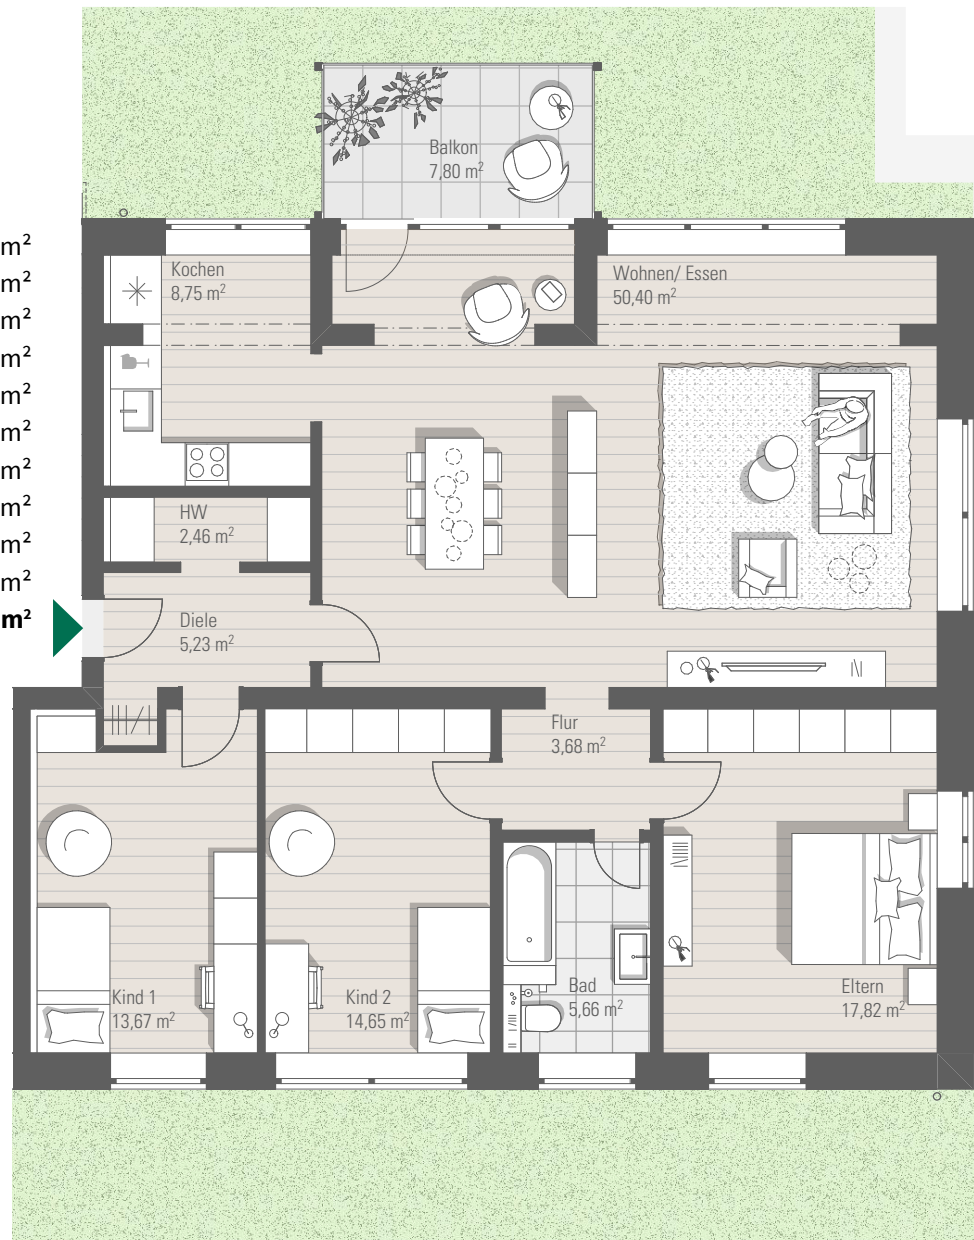 Balkon
7,80 m²
m²
m²
m²
m²
m²
m²
m²
m²
m²
m²
m²
Kochen
8,75 m²
Wohnen/ Essen
50,40 m²
HW
2,46 m²
Diele
5,23 m²
Flur
3,68 m²
Kind 1
13,67 m²
Kind 2
14,65 m²
Bad
5,66 m²
Eltern
17,82 m²